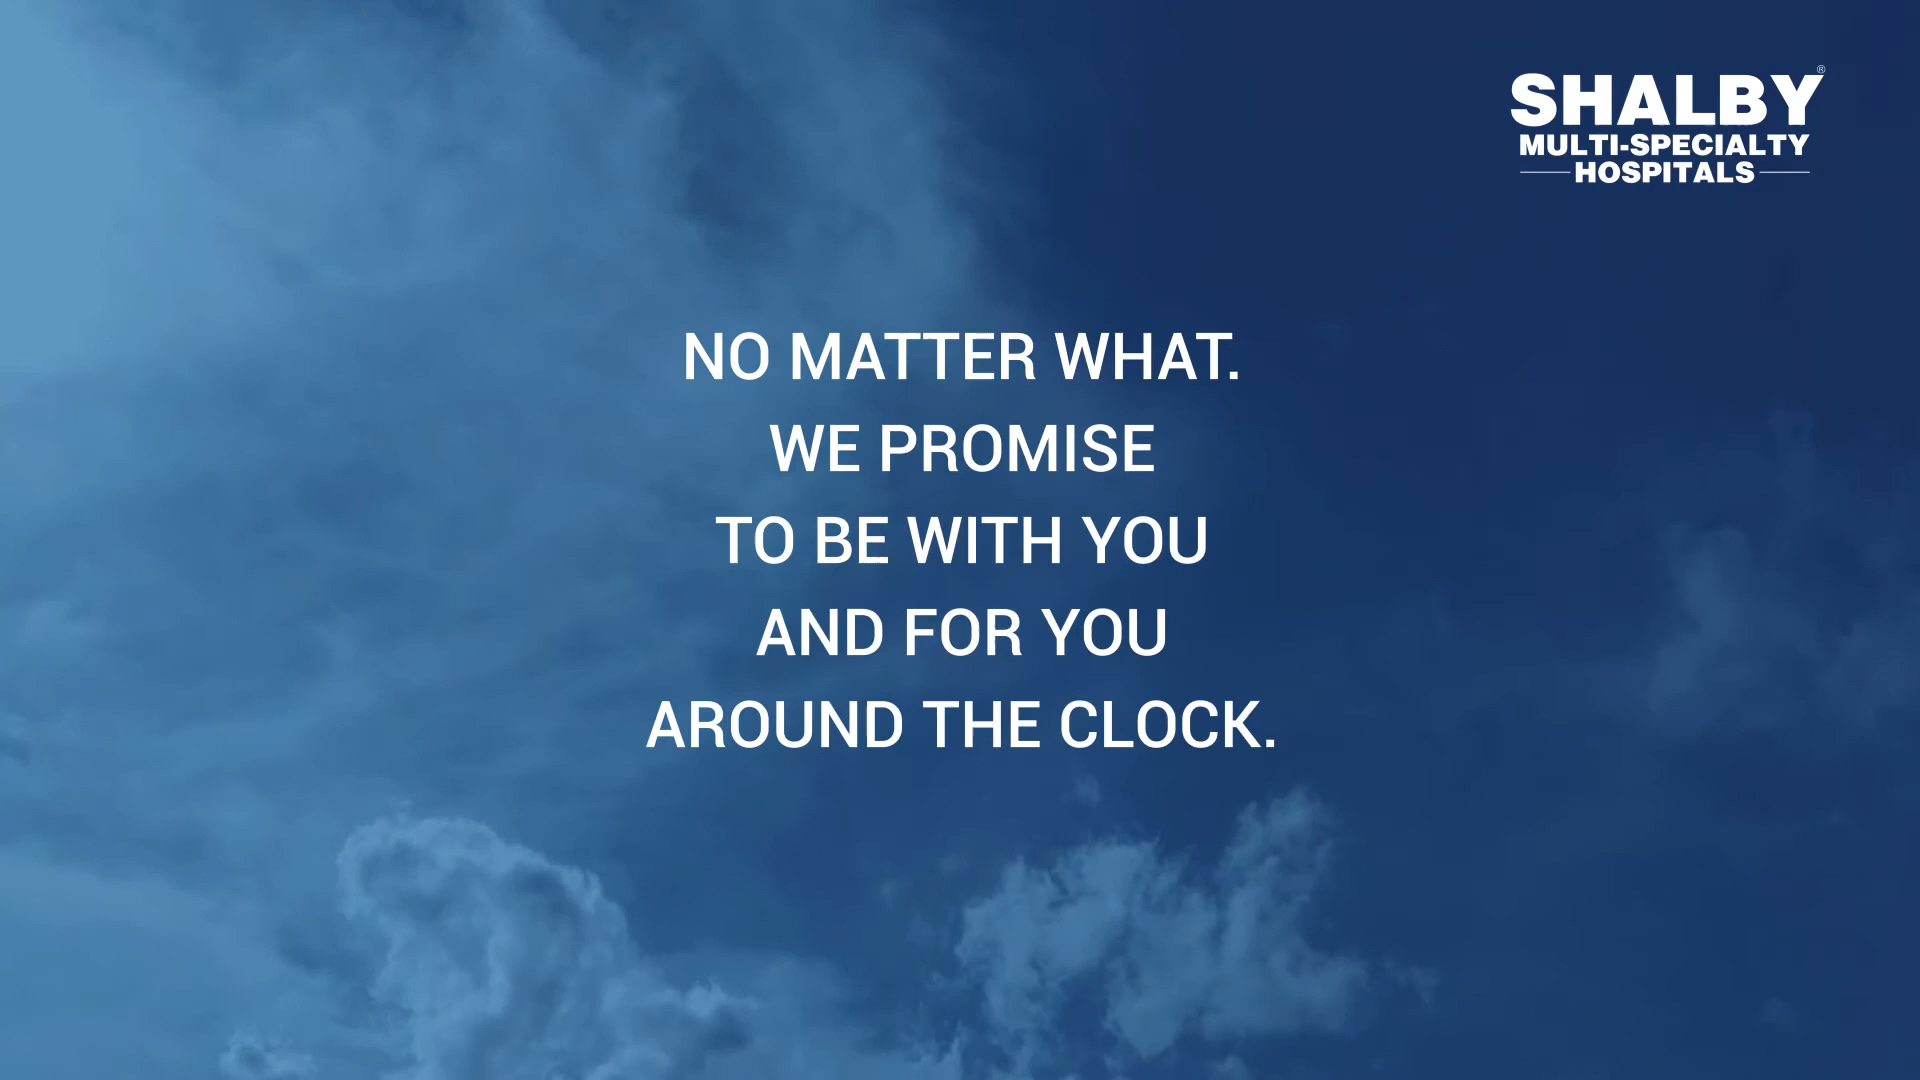 SHALBY®
MULTI-SPECIALTY
HOSPITALS
NO MATTER WHAT.
WE PROMISE
TO BE WITH YOU
AND FOR YOU
AROUND THE CLOCK.